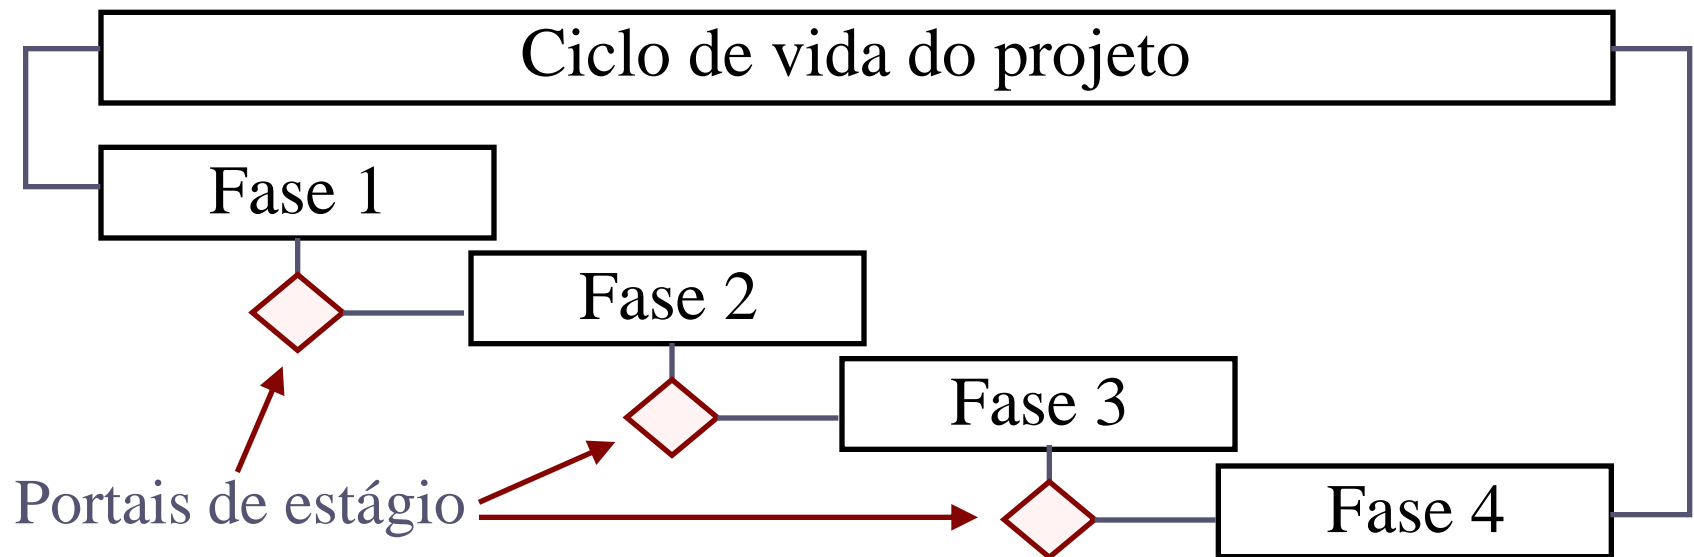 Ciclo de vida do projeto
Fase 1
Fase 2
Fase 3
Portais de estágio
Fase 4